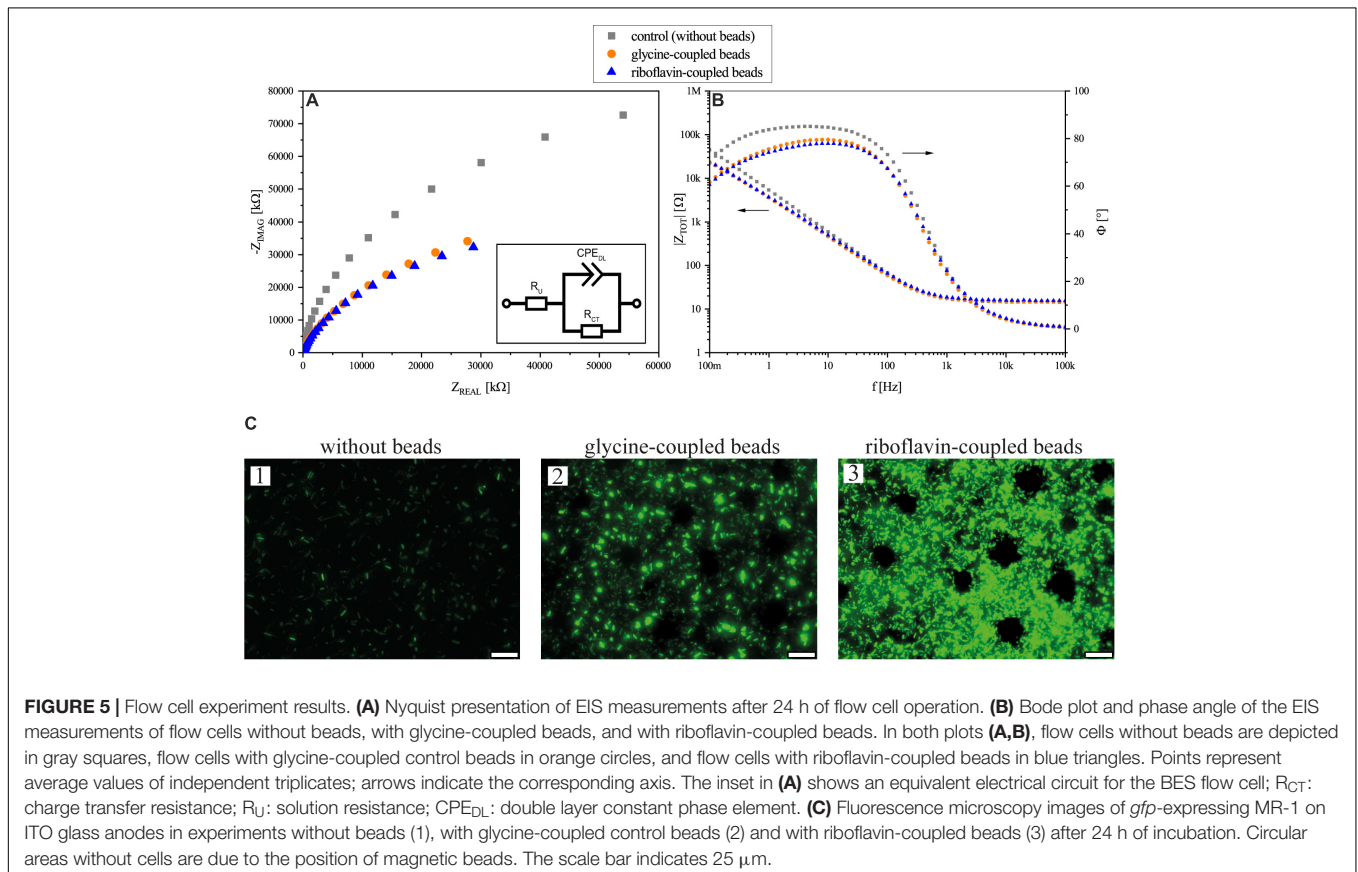 control (without beads)
glycine-coupled beads
riboflavin-coupled beads
A
80000
70000
60000
50000
40000
30000
20000
10000
0
-Z_IMAG [kΩ]
0
10000
20000
30000
40000
50000
60000
Z_REAL [kΩ]
CPE_DL
R_U
R_CT
B
1M
100k
10k
1k
100
10
1
|Z_TOT| [Ω]
100
80
60
40
20
0
Φ [°]
100m
1
10
100
1k
10k
100k
f [Hz]
C
without beads
glycine-coupled beads
riboflavin-coupled beads
1
2
3
FIGURE 5 | Flow cell experiment results. (A) Nyquist presentation of EIS measurements after 24 h of flow cell operation. (B) Bode plot and phase angle of the EIS
measurements of flow cells without beads, with glycine-coupled beads, and with riboflavin-coupled beads. In both plots (A,B), flow cells without beads are depicted
in gray squares, flow cells with glycine-coupled control beads in orange circles, and flow cells with riboflavin-coupled beads in blue triangles. Points represent
average values of independent triplicates; arrows indicate the corresponding axis. The inset in (A) shows an equivalent electrical circuit for the BES flow cell; R_CT:
charge transfer resistance; R_U: solution resistance; CPE_DL: double layer constant phase element. (C) Fluorescence microscopy images of gfp-expressing MR-1 on
ITO glass anodes in experiments without beads (1), with glycine-coupled control beads (2) and with riboflavin-coupled beads (3) after 24 h of incubation. Circular
areas without cells are due to the position of magnetic beads. The scale bar indicates 25 μm.